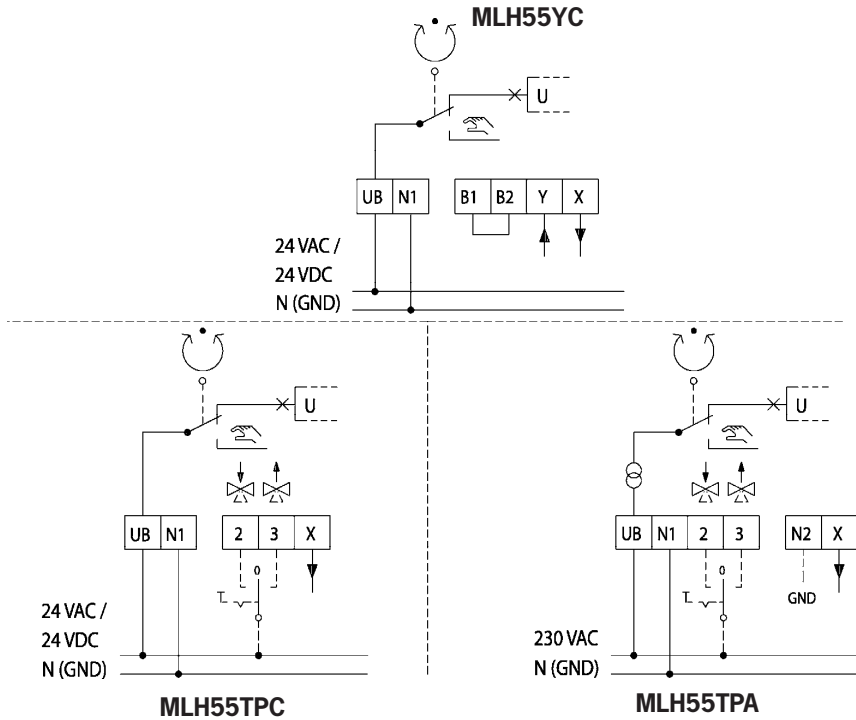 MLH55YC
U
UB N1 B1 B2 Y X
24 VAC /
24 VDC
N (GND)
U
UB N1 2 3 X
0
24 VAC /
24 VDC
N (GND)
MLH55TPC
U
UB N1 2 3 N2 X
0
GND
230 VAC
N (GND)
MLH55TPA